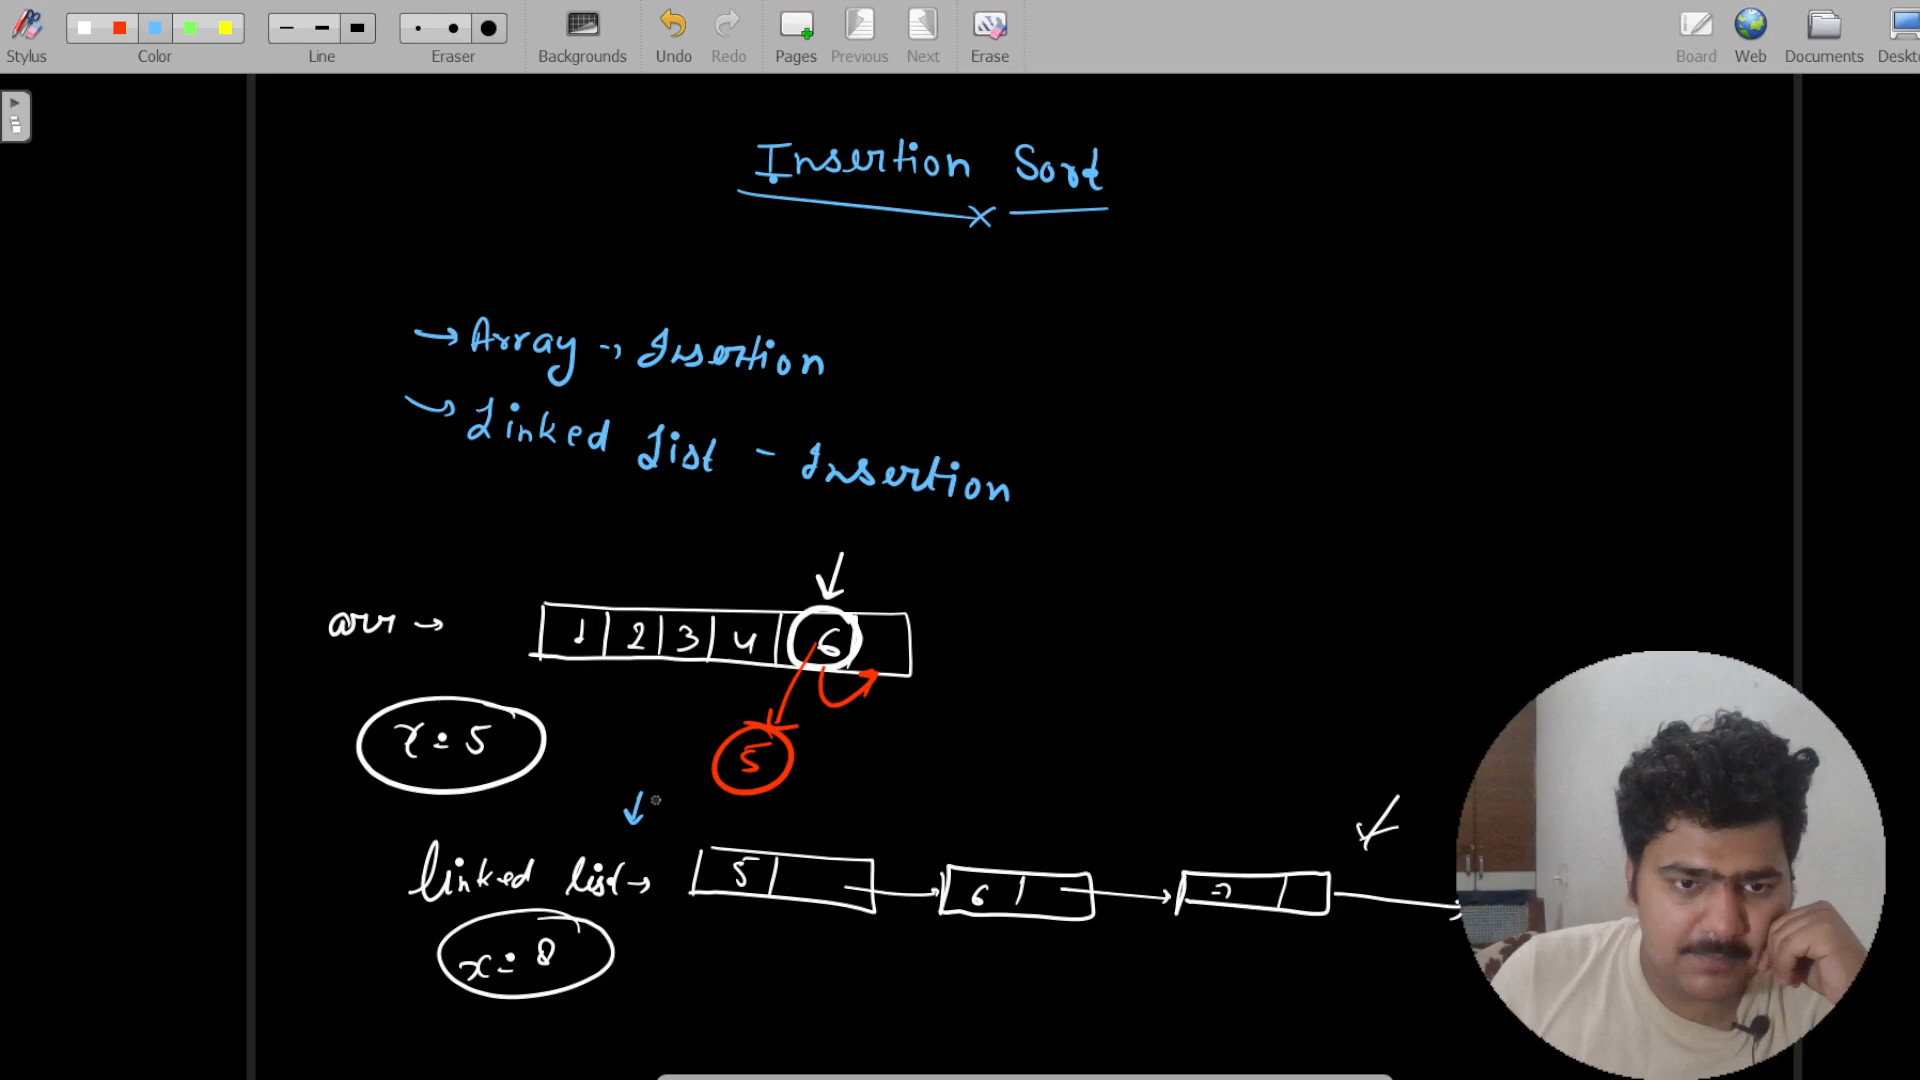 Stylus Color Line Eraser Backgrounds Undo Redo Pages Previous Next Erase Board Web Documents Deskto
Insertion Sort
→ Array → Insertion
→ Linked List - Insertion
arr → 1 2 3 4 6
x = 5
5
linked list → 5 6 7
x = 8